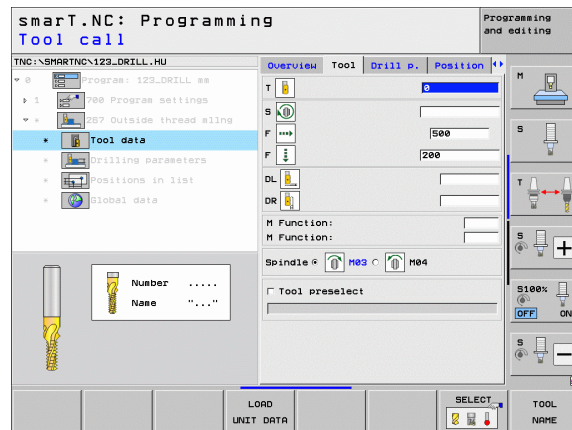 smarT.NC: Programming
Tool call
Programming
and editing
TNC:\SMARTNC\123_DRILL.HU
0 Program: 123_DRILL mm
1 700 Program settings
267 Outside thread mllng
* Tool data
* Drilling parameters
* Positions in list
* Global data
Overview Tool Drill p. Position
T 0
S
F 500
F 200
DL
DR
M Function:
M Function:
Spindle M03 M04
Tool preselect
Number .....
Name "..."
M
S
T
S
S100%
OFF ON
S
LOAD
UNIT DATA
SELECT
TOOL
NAME